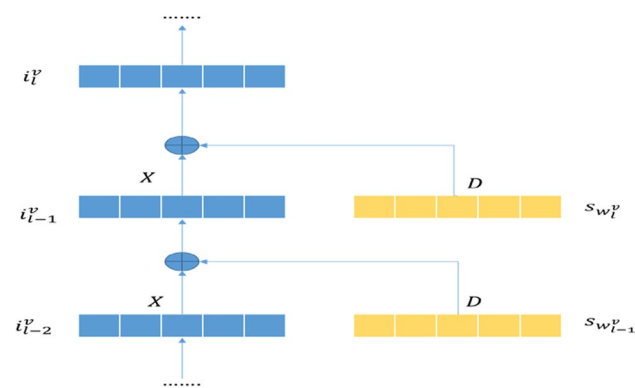 .......
i_l^v
X
D
i_{l-1}^v
s_{w_l^v}
X
D
i_{l-2}^v
s_{w_{l-1}^v}
.......